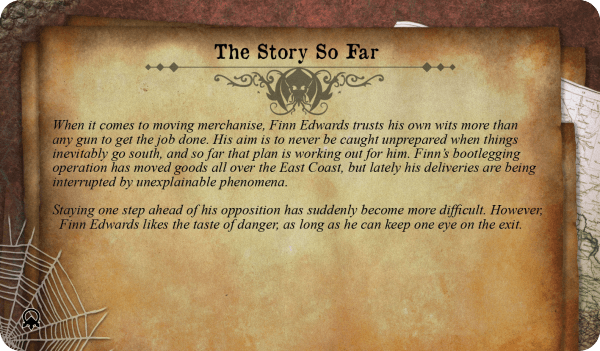 The Story So Far
When it comes to moving merchanise, Finn Edwards trusts his own wits more than
any gun to get the job done. His aim is to never be caught unprepared when things
inevitably go south, and so far that plan is working out for him. Finn's bootlegging
operation has moved goods all over the East Coast, but lately his deliveries are being
interrupted by unexplainable phenomena.
Staying one step ahead of his opposition has suddenly become more difficult. However,
Finn Edwards likes the taste of danger, as long as he can keep one eye on the exit.